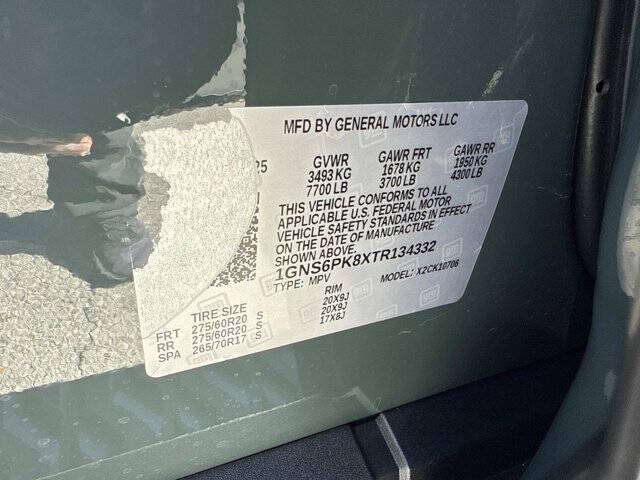 MFD BY GENERAL MOTORS LLC
25 GVWR GAWR FRT GAWR RR
3493 KG 1678 KG 1950 KG
7700 LB 3700 LB 4300 LB
THIS VEHICLE CONFORMS TO ALL
APPLICABLE U.S. FEDERAL MOTOR
VEHICLE SAFETY STANDARDS IN EFFECT
ON THE DATE OF MANUFACTURE
SHOWN ABOVE.
1GNS6PK8XTR134332
TYPE: MPV MODEL: X2CK10706
TIRE SIZE RIM
FRT 275/60R20 S 20X9J
RR 275/60R20 S 20X9J
SPA 265/70R17 S 17X8J